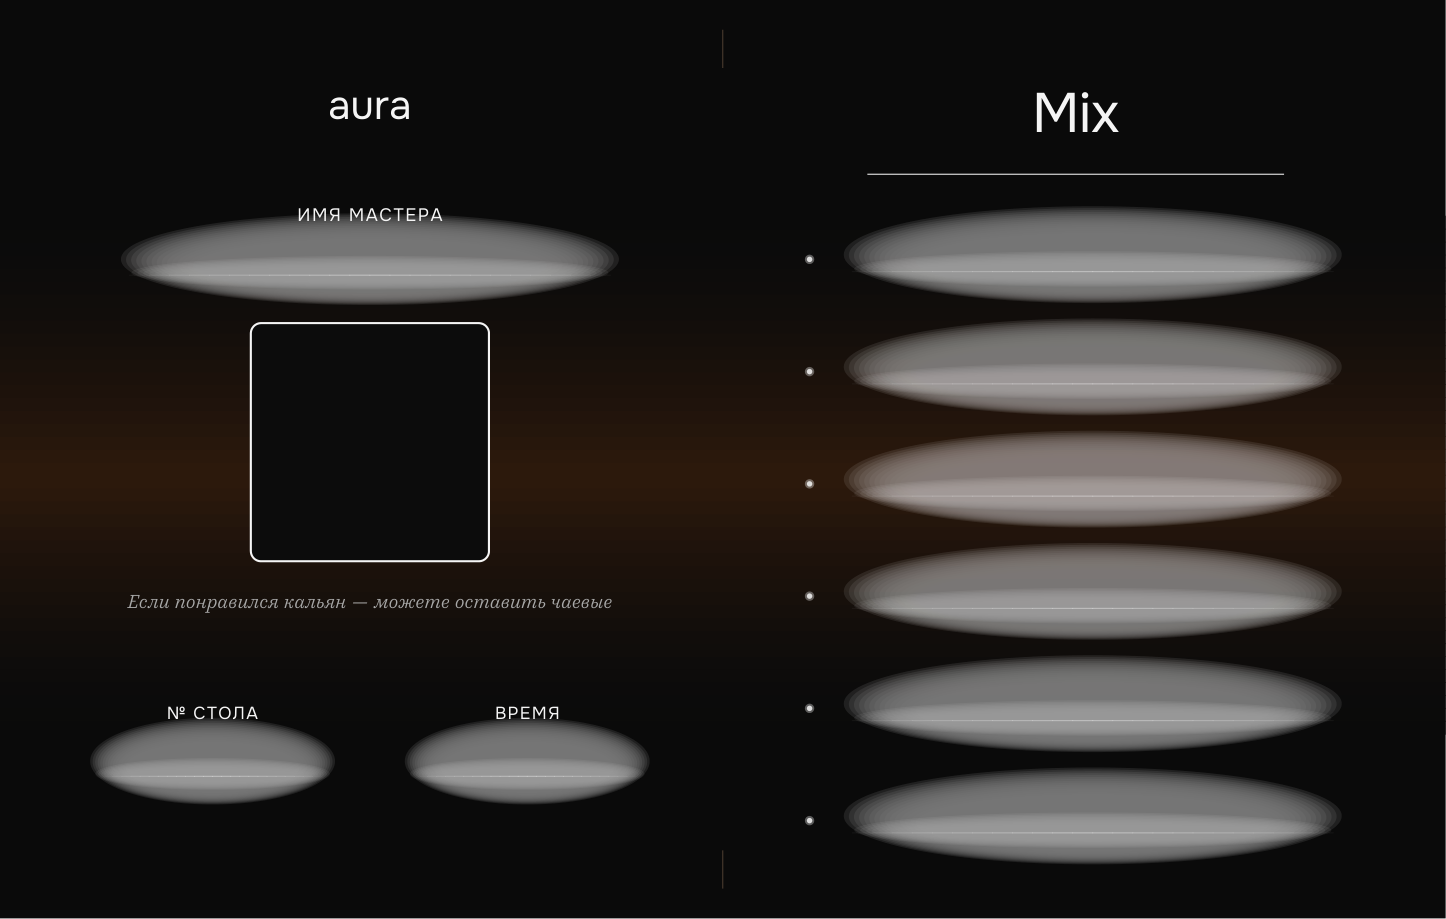 aura
ИМЯ МАСТЕРА
Если понравился кальян — можете оставить чаевые
№ СТОЛА
ВРЕМЯ
Mix